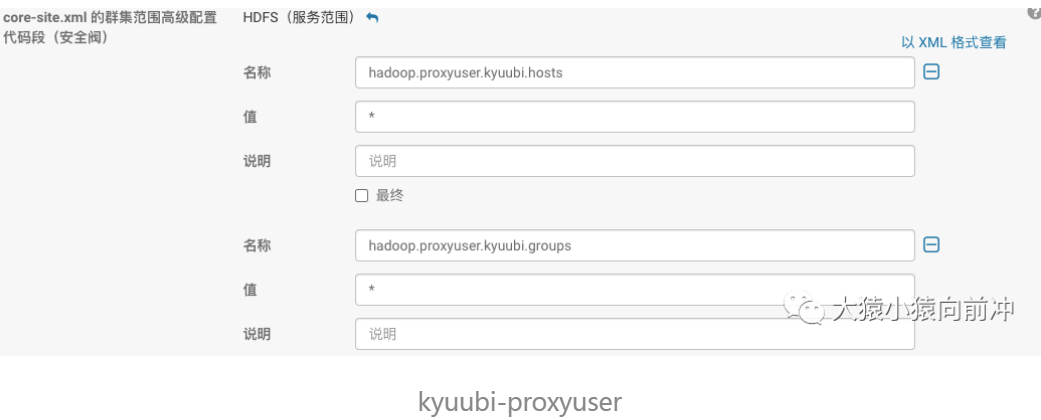 core-site.xml 的群集范围高级配置
代码段（安全阀）
HDFS（服务范围）
以 XML 格式查看
名称
hadoop.proxyuser.kyuubi.hosts
值
*
说明
说明
最终
名称
hadoop.proxyuser.kyuubi.groups
值
*
说明
说明
大猿小猿向前冲
kyuubi-proxyuser